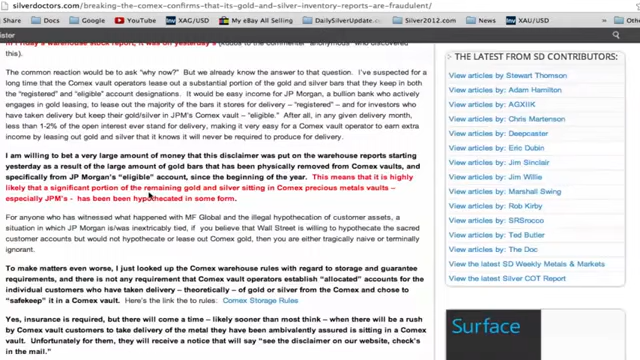 silverdoctors.com/breaking-the-comex-confirms-that-its-gold-and-silver-inventory-reports-are-fraudulent/
Docs Google YouTube XAG/USD My eBay All Selling DailySilverUpdate.c... Silver2012.com News Apple XAU/
ister
in Friday's warehouse stock report, it was on yesterday's (kudos to the commenter "anonymous" who discovered
this).
The common reaction would be to ask "why now?" But we already know the answer to that question. I've suspected for a
long time that the Comex vault operators lease out a substantial portion of the gold and silver bars that they keep in both
the "registered" and "eligible" account designations. It would be easy income for JP Morgan, a bullion bank who actively
engages in gold leasing, to lease out the majority of the bars it stores for delivery - "registered" - and for investors who
have taken delivery but keep their gold/silver in JPM's Comex vault - "eligible." After all, in any given delivery month,
less than 1-2% of the open interest ever stand for delivery, making it very easy for a Comex vault operator to earn extra
income by leasing out gold and silver that it knows will never be required to produce for delivery.
I am willing to be a very large amount of money that this disclaimer was put on the warehouse reports starting
yesterday as a result of the large amount of gold bars that has been physically removed from Comex vaults, and
specifically from JP Morgan's "eligible" account, since the beginning of the year. This means that it is highly
likely that a significant portion of the remaining gold and silver sitting in Comex precious metals vaults -
especially JPM's - has been been hypothecated in some form.
For anyone who has witnessed what happened with MF Global and the illegal hypothecation of customer assets, a
situation in which JP Morgan is/was inextricably tied, if you believe that Wall Street is willing to hypothecate the sacred
customer accounts but would not hypothecate or lease out Comex gold, then you are either tragically naive or terminally
ignorant.
To make matters even worse, I just looked up the Comex warehouse rules with regard to storage and guarantee
requirements, and there is not any requirement that Comex vault operators establish "allocated" accounts for the
individual customers who have taken delivery - theoretically - of gold or silver from the Comex and chose to
"safekeep" it in a Comex vault. Here's the link to the rules: Comex Storage Rules
Yes, insurance is required, but there will come a time - likely sooner than most think - when there will be a rush
by Comex vault customers to take delivery of the metal they have been ambivalently assured is sitting in a Comex
vault. Unfortunately for them, they will receive a notice that will say "see the disclaimer on our website, check's
in the mail."
THE LATEST FROM SD CONTRIBUTORS:
View articles by Stewart Thomson
View articles by: Adam Hamilton
View articles by: AGXIIK
View articles by: Chris Martenson
View articles by: Deepcaster
View articles by: Eric Dubin
View articles by: Jim Sinclair
View articles by: Jim Willie
View articles by: Marshall Swing
View articles by: Rob Kirby
View articles by: SRSrocco
View articles by: Ted Butler
View articles by: The Doc
View the latest SD Weekly Metals & Markets
View the latest Silver COT Report
Surface